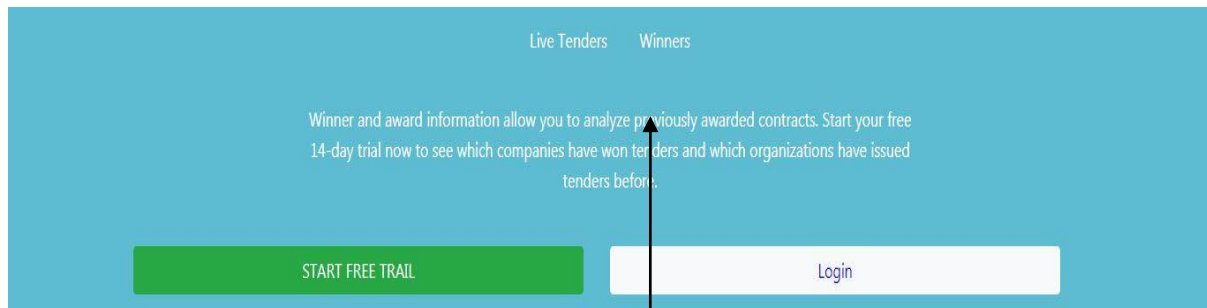 Live Tenders Winners
Winner and award information allow you to analyze previously awarded contracts. Start your free
14-day trial now to see which companies have won tenders and which organizations have issued
tenders before.
START FREE TRAIL Login